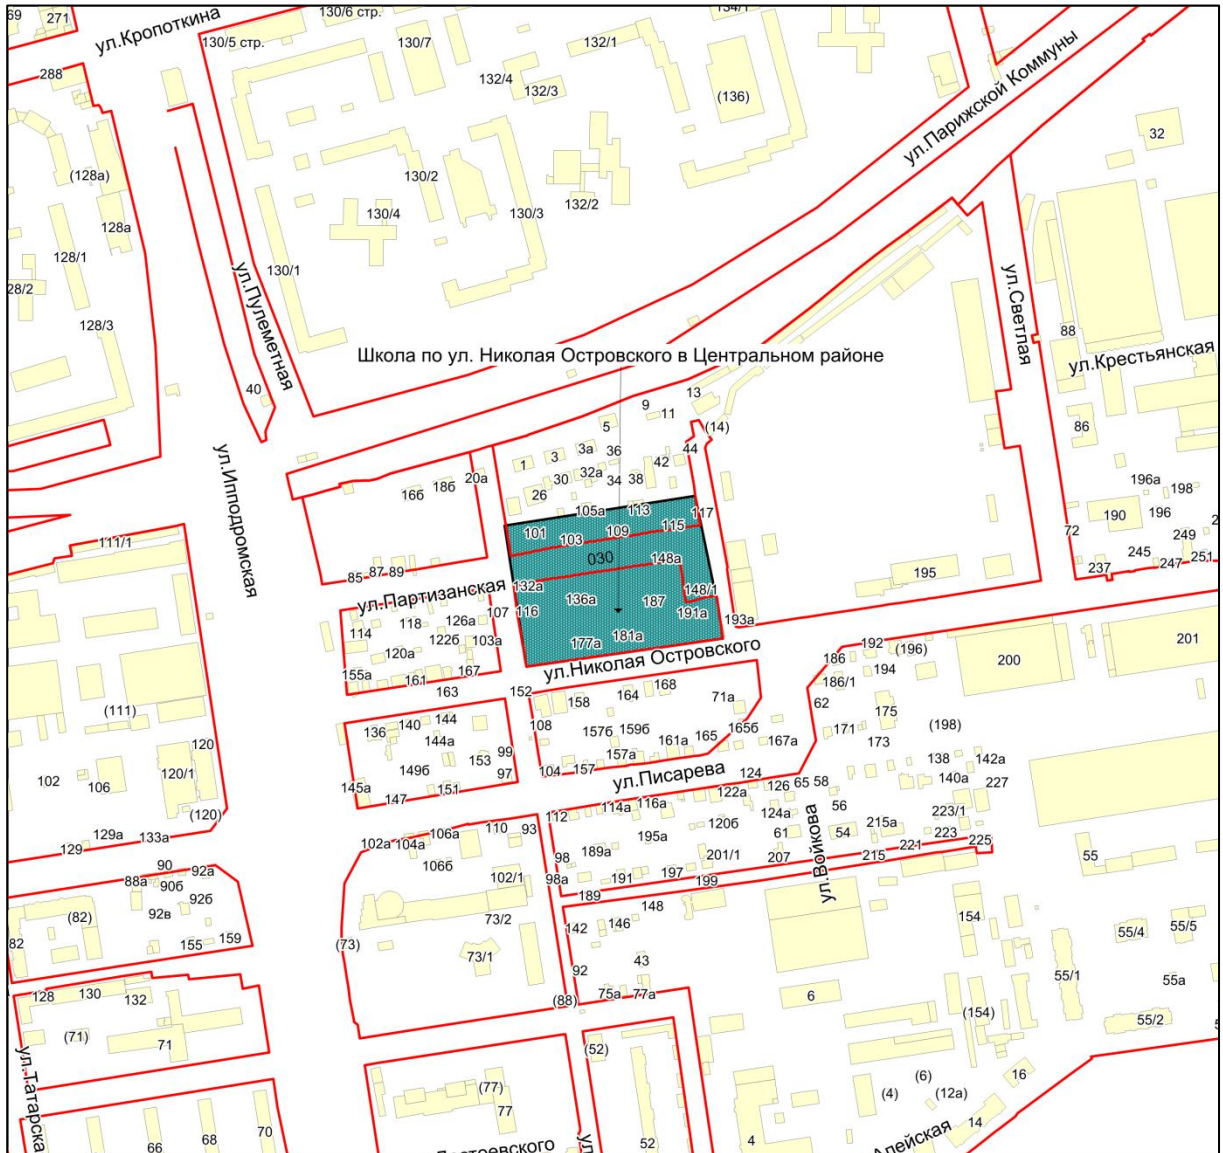 69
271
ул.Кропоткина
130/6 стр.
130/5 стр.
130/7
132/1
134/1
288
132/4
132/3
(136)
ул.Парижской Коммуны
32
(128а)
130/2
128а
130/4
130/3
132/2
128/1
130/1
ул.Пулеметная
ул.Светлая
28/2
128/3
88
Школа по ул. Николая Островского в Центральном районе
ул.Крестьянская
40
13
9
11
5
(14)
86
ул.Ипподромская
3а
3
36
44
1
42
20а
32а
30
34
38
18б
16б
26
196а
198
105а
113
117
190
196
101
103
109
115
72
249
111/1
030
148а
245
247
251
85
87
89
237
195
ул.Партизанская
132а
148/1
136а
187
116
107
191а
193а
114
118
126а
122б
103а
181а
177а
192
(196)
201
120а
ул.Николая Островского
186
200
155а
161
167
194
163
152
186/1
158
164
168
71а
62
(111)
108
175
136
140
144
157б
159б
165
165б
171
(198)
144а
161а
167а
173
120
99
157а
138
142а
149б
153
102
106
120/1
97
104
157
ул.Писарева
124
140а
227
145а
151
126
65
58
147
122а
(120)
112
114а
116а
124а
56
223/1
129а
133а
110
93
120б
ул.Войкова
215а
129
102а
104а
106а
195а
61
54
223
225
90
106б
98
189а
201/1
207
215
221
88а
90б
92а
102/1
98а
191
197
92б
189
199
92в
(82)
73/2
148
142
146
154
82
155
159
(73)
55
55/4
55/5
73/1
92
43
55/1
55а
128
130
132
(88)
75а
77а
6
(154)
55/2
(71)
71
(52)
ул.Татарска
(77)
16
(6)
(4)
(12а)
77
14
66
68
70
52
4